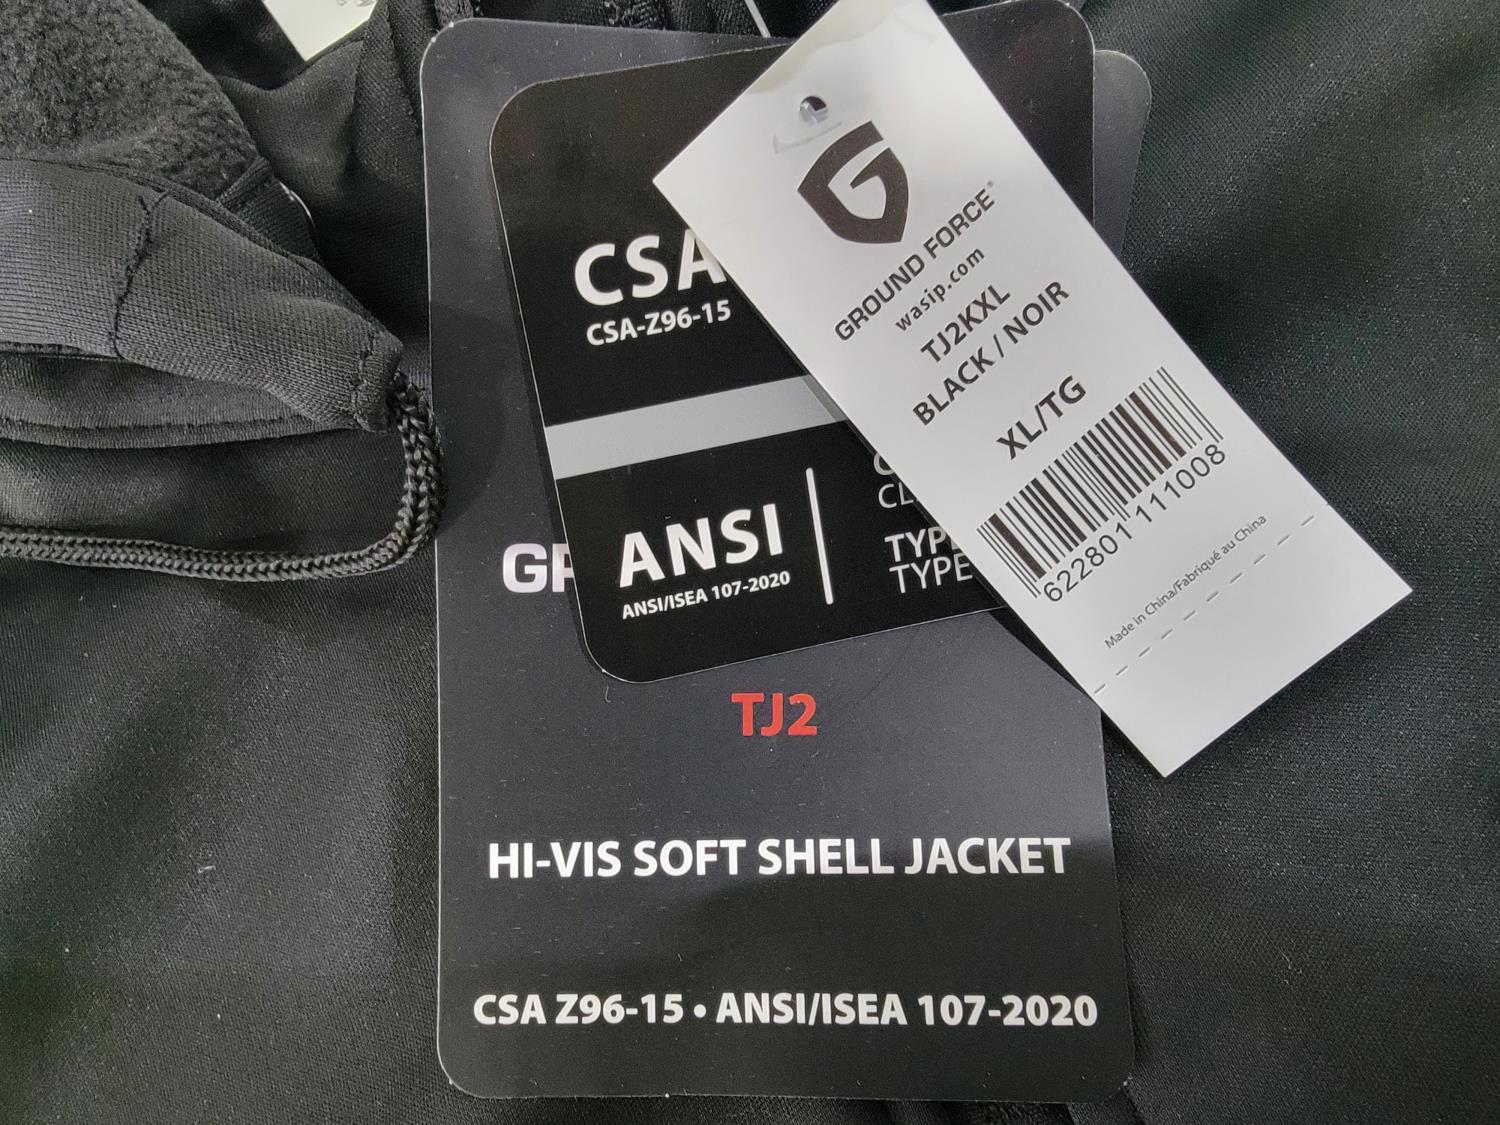 GROUND FORCE®
wasip.com
TJ2KXL
BLACK / NOIR
XL/TG
622801 111008
Made in China/Fabriqué au China
CSA
CSA-Z96-15
ANSI
ANSI/ISEA 107-2020
TYPE
TJ2
HI-VIS SOFT SHELL JACKET
CSA Z96-15 • ANSI/ISEA 107-2020